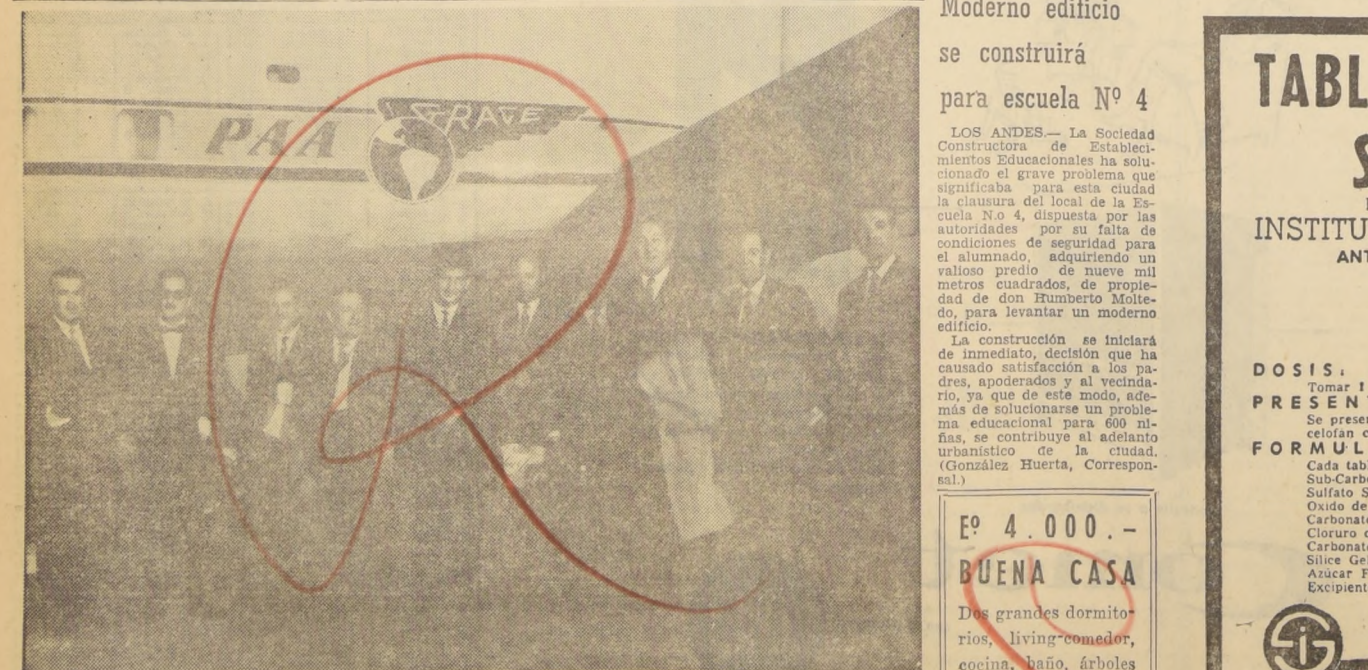 PAA
GRACE
Moderno edificio
se construirá
para escuela Nº 4
LOS ANDES.— La Sociedad
Constructora de Estableci-
mientos Educacionales ha solu-
cionado el grave problema que
significaba para esta ciudad
la clausura del local de la Es-
cuela N.o 4, dispuesta por las
autoridades por su falta de
condiciones de seguridad para
el alumnado, adquiriendo un
valioso predio de nueve mil
metros cuadrados, de propie-
dad de don Humberto Molte-
do, para levantar un moderno
edificio.
La construcción se iniciará
de inmediato, decisión que ha
causado satisfacción a los pa-
dres, apoderados y al vecinda-
rio, ya que de este modo, ade-
más de solucionarse un proble-
ma educacional para 600 ni-
ñas, se contribuye al adelanto
urbanístico de la ciudad.
(González Huerta, Correspon-
sal.)
Eº 4.000.-
BUENA CASA
Dos grandes dormito-
rios, living-comedor,
cocina, baño, árboles
TABL
S
INSTITU
ANT
DOSIS:
Tomar 1
PRESEN
Se prese
celofán c
FORMUL
Cada tab
Sub-Carb
Sulfato S
Oxido de
Carbonat
Cloruro d
Carbonat
Sílice Ge
Azúcar F
Excipient
SiG